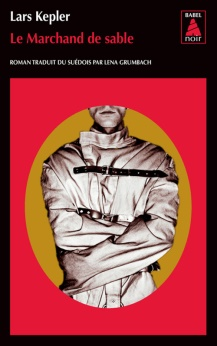 Lars Kepler
Le Marchand de sable
BABEL
noir
ROMAN TRADUIT DU SUÉDOIS PAR LENA GRUMBACH